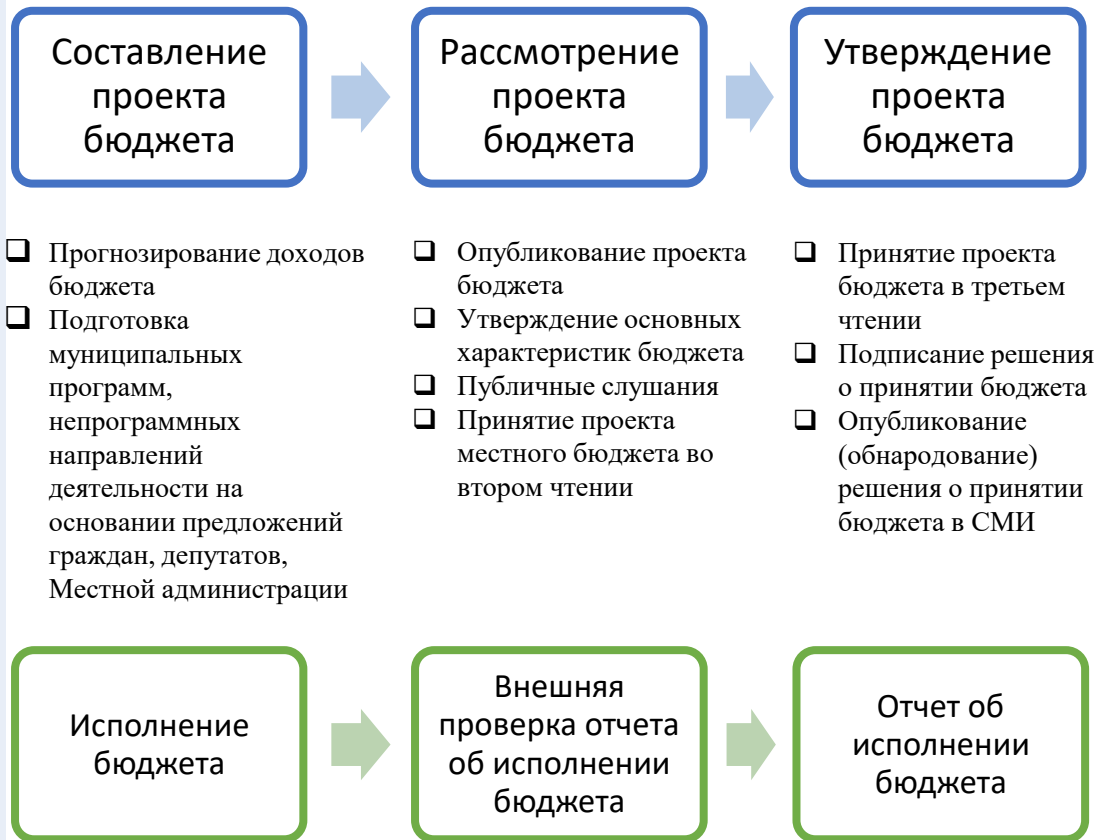 Составление
проекта
бюджета
Рассмотрение
проекта
бюджета
Утверждение
проекта
бюджета
Прогнозирование доходов
бюджета
Подготовка
муниципальных
программ,
непрограммных
направлений
деятельности на
основании предложений
граждан, депутатов,
Местной администрации
Опубликование проекта
бюджета
Утверждение основных
характеристик бюджета
Публичные слушания
Принятие проекта
местного бюджета во
втором чтении
Принятие проекта
бюджета в третьем
чтении
Подписание решения
о принятии бюджета
Опубликование
(обнародование)
решения о принятии
бюджета в СМИ
Исполнение
бюджета
Внешняя
проверка отчета
об исполнении
бюджета
Отчет об
исполнении
бюджета